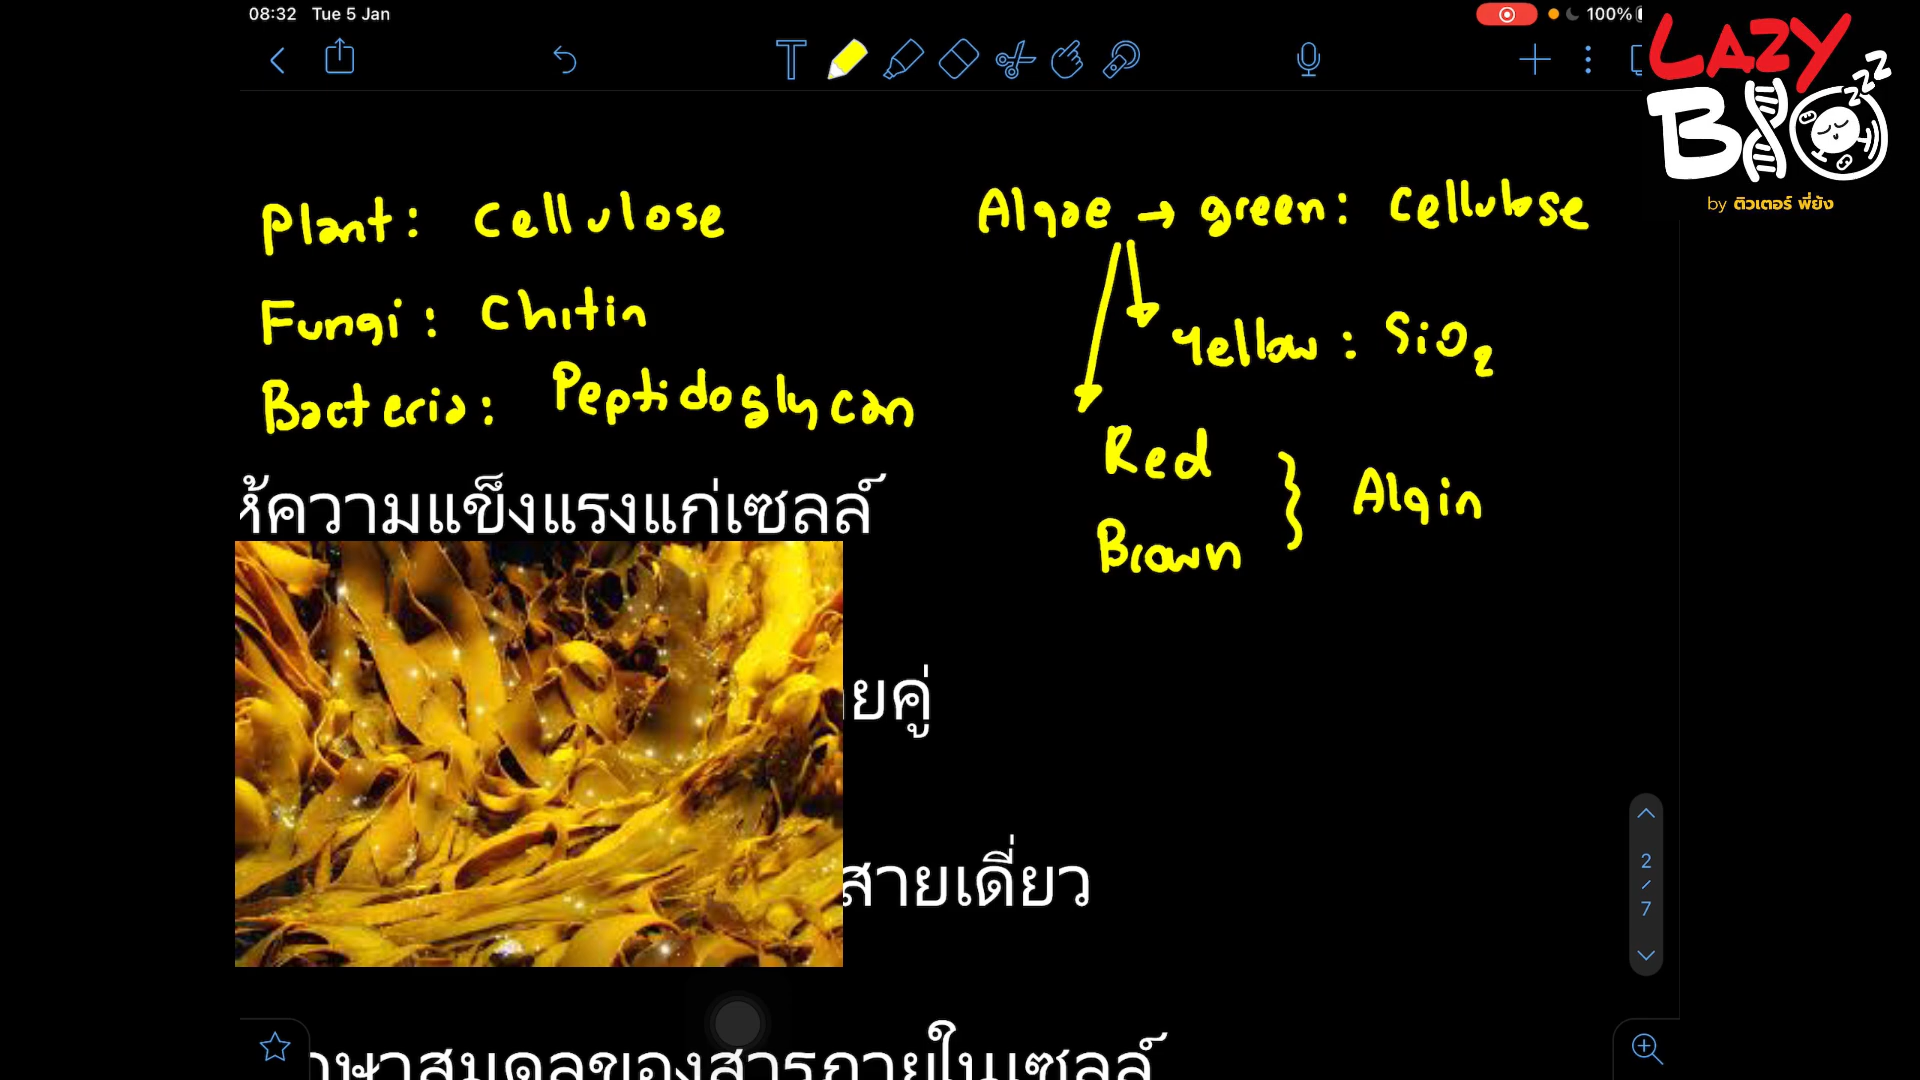 08:32 Tue 5 Jan
100%
LAZY
BIO zzz
by ติวเตอร์ พี่ยัง
Plant: Cellulose
Fungi: Chitin
Bacteria: Peptidoglycan
Algae → green: Cellulose
Yellow: SiO2
Red
Brown } Algin
ห้ความแข็งแรงแก่เซลล์
ยคู่
สายเดี่ยว
2
/
7
าษาสมดุลของสารภายในเซลล์